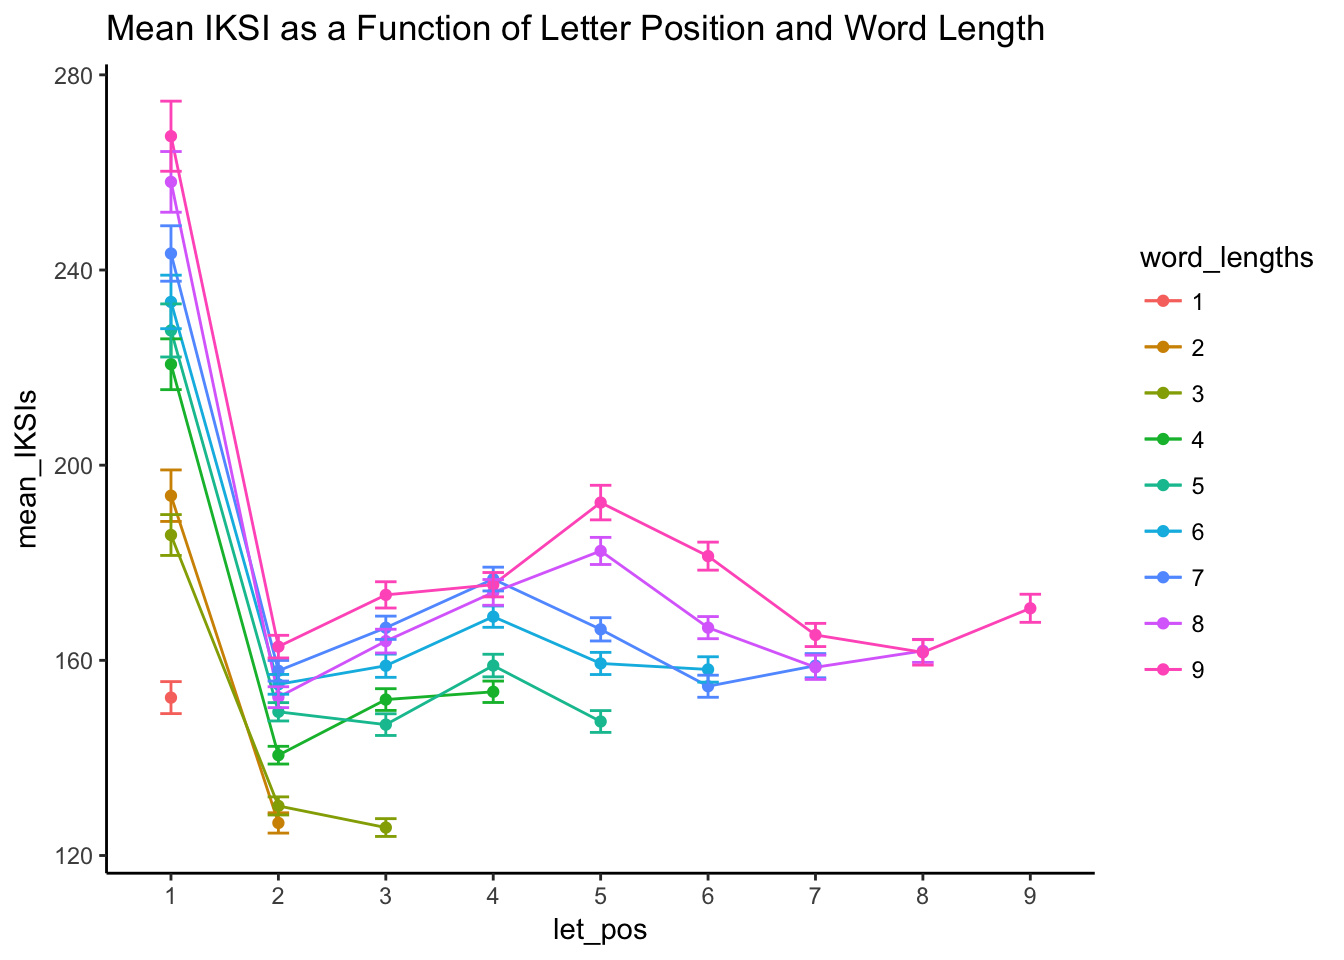 Mean IKSI as a Function of Letter Position and Word Length
280
240
200
160
120
mean_IKSIs
1 2 3 4 5 6 7 8 9
let_pos
word_lengths
1
2
3
4
5
6
7
8
9